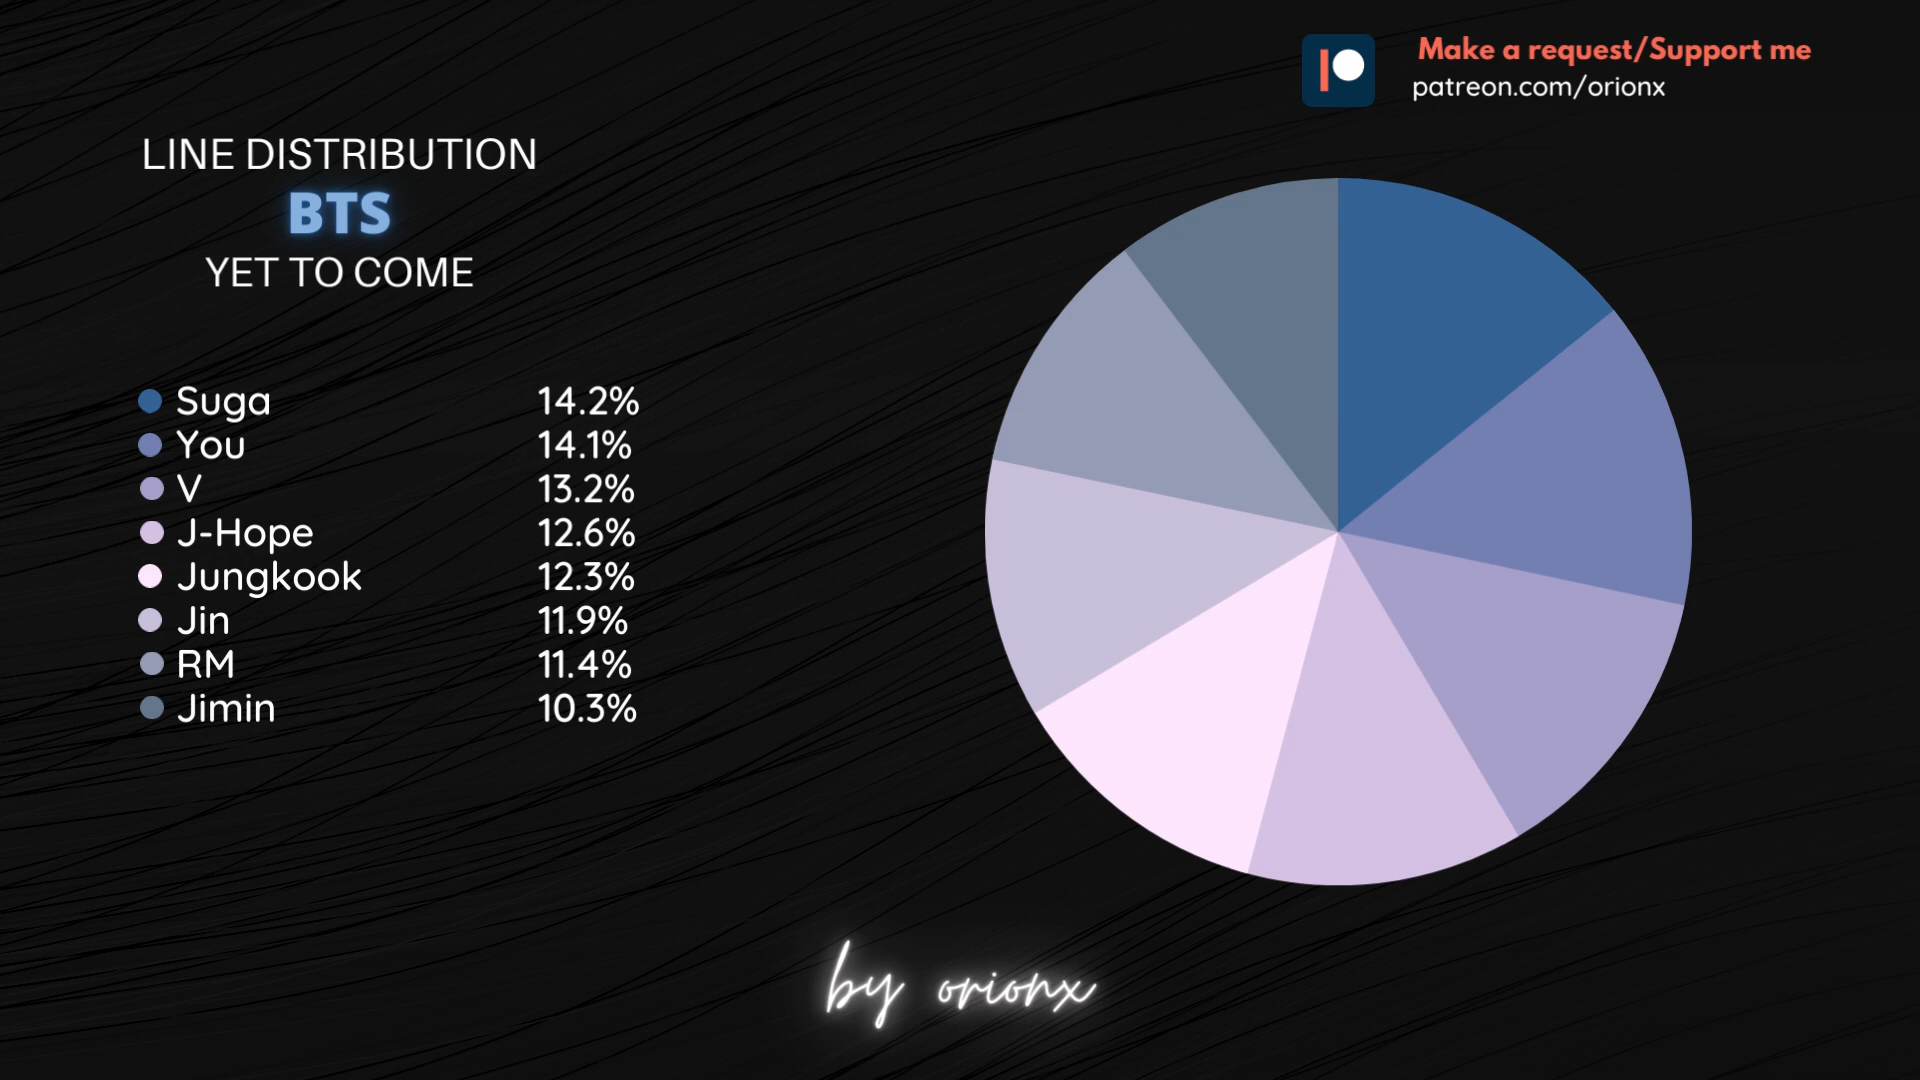 Make a request/Support me
patreon.com/orionx
LINE DISTRIBUTION
BTS
YET TO COME
Suga 14.2%
You 14.1%
V 13.2%
J-Hope 12.6%
Jungkook 12.3%
Jin 11.9%
RM 11.4%
Jimin 10.3%
by orionx